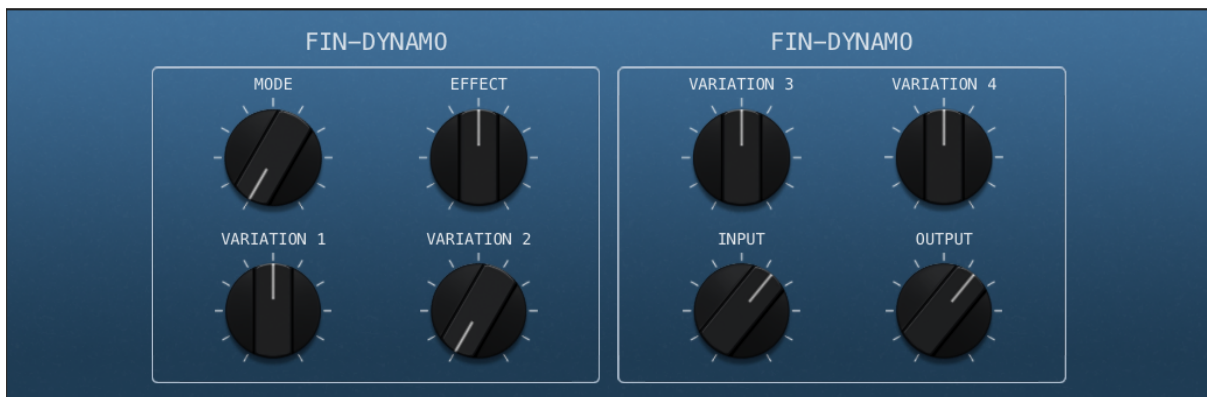 FIN-DYNAMO
MODE
EFFECT
VARIATION 1
VARIATION 2
FIN-DYNAMO
VARIATION 3
VARIATION 4
INPUT
OUTPUT